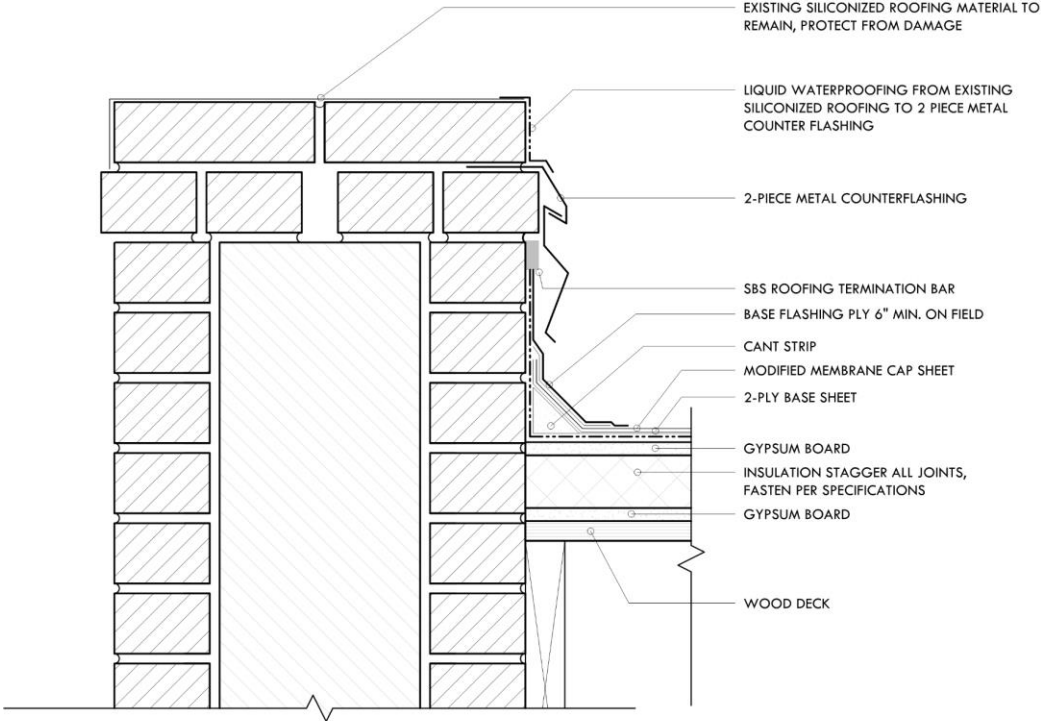 EXISTING SILICONIZED ROOFING MATERIAL TO
REMAIN, PROTECT FROM DAMAGE
LIQUID WATERPROOFING FROM EXISTING
SILICONIZED ROOFING TO 2 PIECE METAL
COUNTER FLASHING
2-PIECE METAL COUNTERFLASHING
SBS ROOFING TERMINATION BAR
BASE FLASHING PLY 6" MIN. ON FIELD
CANT STRIP
MODIFIED MEMBRANE CAP SHEET
2-PLY BASE SHEET
GYPSUM BOARD
INSULATION STAGGER ALL JOINTS,
FASTEN PER SPECIFICATIONS
GYPSUM BOARD
WOOD DECK